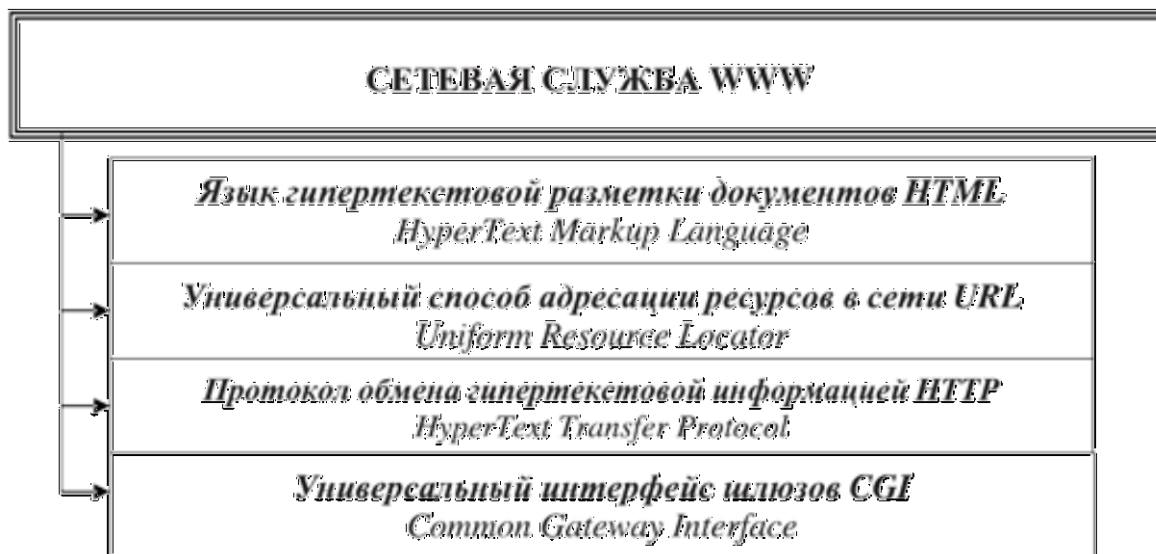 СЕТЕВАЯ СЛУЖБА WWW
Язык гипертекстовой разметки документов HTML
HyperText Markup Language
Универсальный способ адресации ресурсов в сети URL
Uniform Resource Locator
Протокол обмена гипертекстовой информацией HTTP
HyperText Transfer Protocol
Универсальный интерфейс шлюзов CGI
Common Gateway Interface